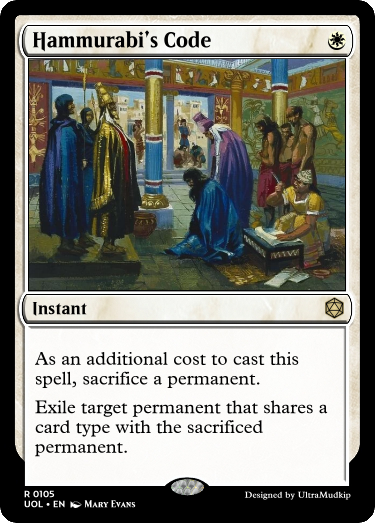 Hammurabi's Code
Instant
As an additional cost to cast this
spell, sacrifice a permanent.
Exile target permanent that shares a
card type with the sacrificed
permanent.
R 0105
UOL • EN Mary Evans
Designed by UltraMudkip